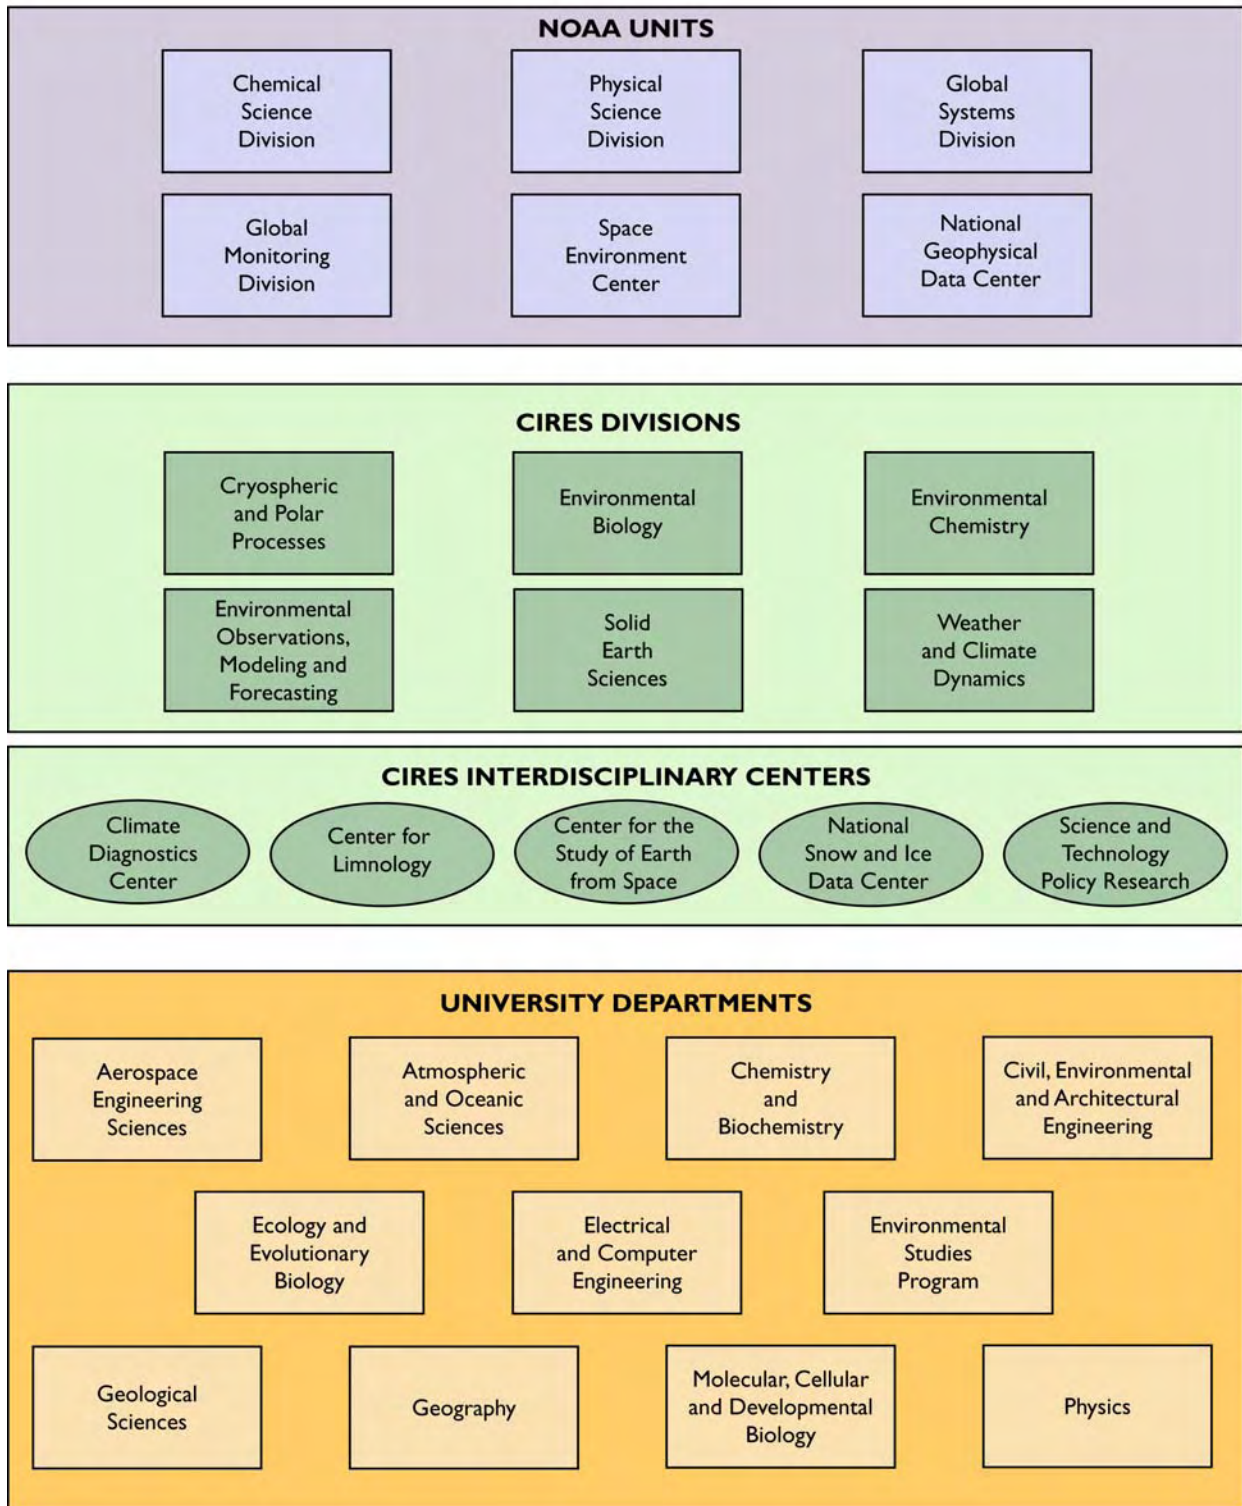 NOAA UNITS
Chemical
Science
Division
Physical
Science
Division
Global
Systems
Division
Global
Monitoring
Division
Space
Environment
Center
National
Geophysical
Data Center
CIRES DIVISIONS
Cryospheric
and Polar
Processes
Environmental
Biology
Environmental
Chemistry
Environmental
Observations,
Modeling and
Forecasting
Solid
Earth
Sciences
Weather
and Climate
Dynamics
CIRES INTERDISCIPLINARY CENTERS
Climate
Diagnostics
Center
Center for
Limnology
Center for the
Study of Earth
from Space
National
Snow and Ice
Data Center
Science and
Technology
Policy Research
UNIVERSITY DEPARTMENTS
Aerospace
Engineering
Sciences
Atmospheric
and Oceanic
Sciences
Chemistry
and
Biochemistry
Civil, Environmental
and Architectural
Engineering
Ecology and
Evolutionary
Biology
Electrical
and Computer
Engineering
Environmental
Studies
Program
Geological
Sciences
Geography
Molecular, Cellular
and Developmental
Biology
Physics